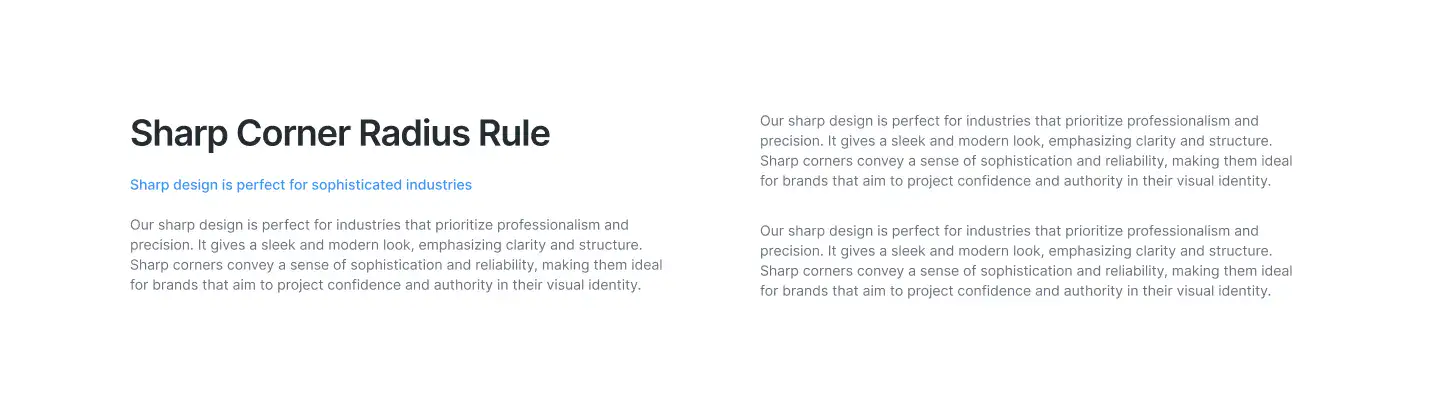 Sharp Corner Radius Rule
Sharp design is perfect for sophisticated industries
Our sharp design is perfect for industries that prioritize professionalism and
precision. It gives a sleek and modern look, emphasizing clarity and structure.
Sharp corners convey a sense of sophistication and reliability, making them ideal
for brands that aim to project confidence and authority in their visual identity.
Our sharp design is perfect for industries that prioritize professionalism and
precision. It gives a sleek and modern look, emphasizing clarity and structure.
Sharp corners convey a sense of sophistication and reliability, making them ideal
for brands that aim to project confidence and authority in their visual identity.
Our sharp design is perfect for industries that prioritize professionalism and
precision. It gives a sleek and modern look, emphasizing clarity and structure.
Sharp corners convey a sense of sophistication and reliability, making them ideal
for brands that aim to project confidence and authority in their visual identity.